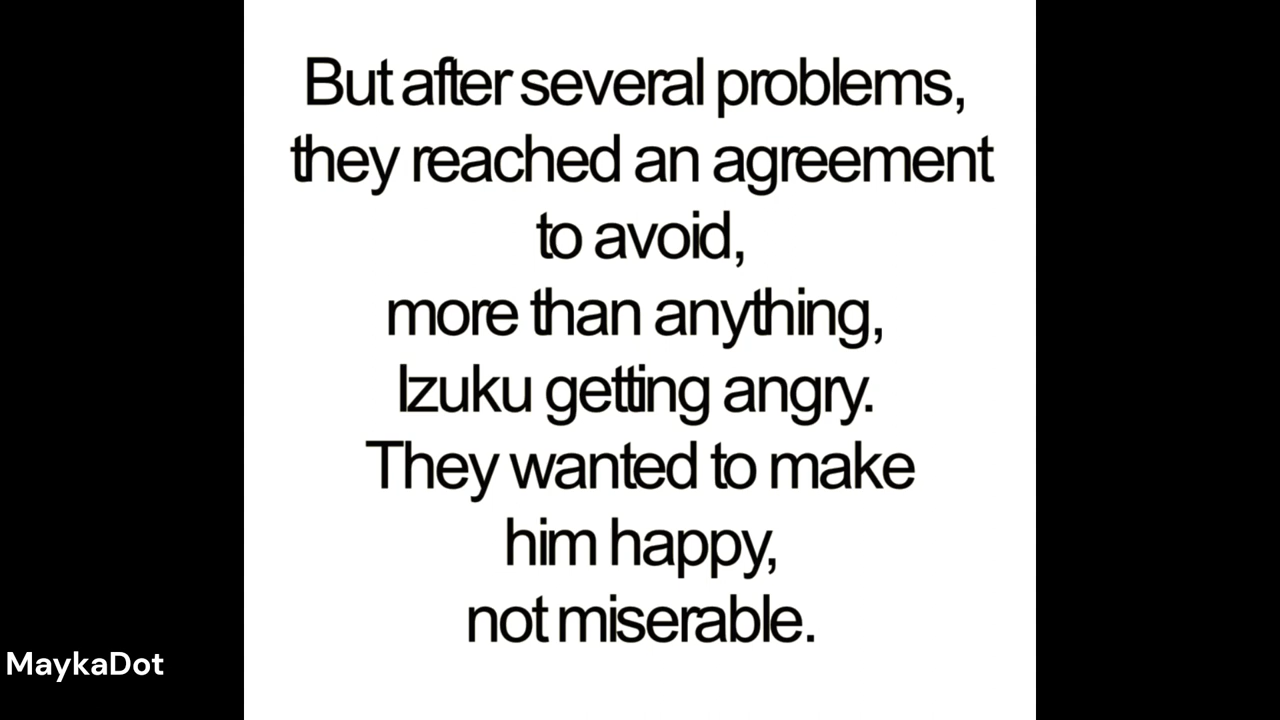 But after several problems,
they reached an agreement
to avoid,
more than anything,
Izuku getting angry.
They wanted to make
him happy,
not miserable.
MaykaDot